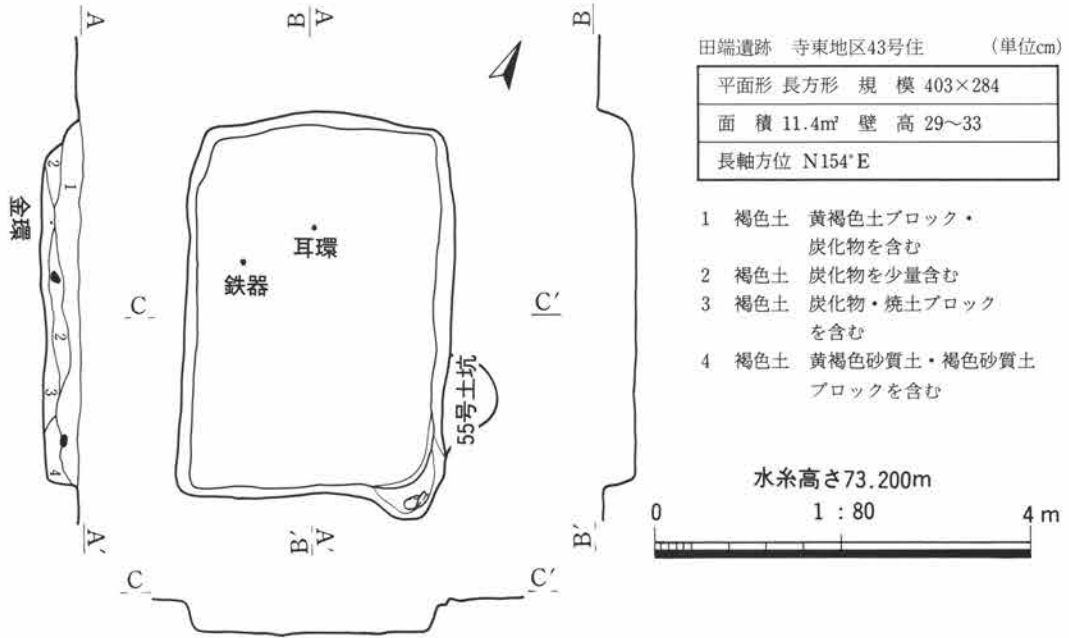 A
B A
B
田端遺跡 寺東地区43号住 (単位cm)
平面形 長方形 規 模 403×284
面 積 11.4㎡ 壁 高 29～33
長軸方位 N154°E
2
1
金環
耳環
鉄器
C
C′
2
3
4
55号土坑
1 褐色土 黄褐色土ブロック・
炭化物を含む
2 褐色土 炭化物を少量含む
3 褐色土 炭化物・焼土ブロック
を含む
4 褐色土 黄褐色砂質土・褐色砂質土
ブロックを含む
水糸高さ73.200m
0 1：80 4 m
A′
B′ A′
B′
C
C′